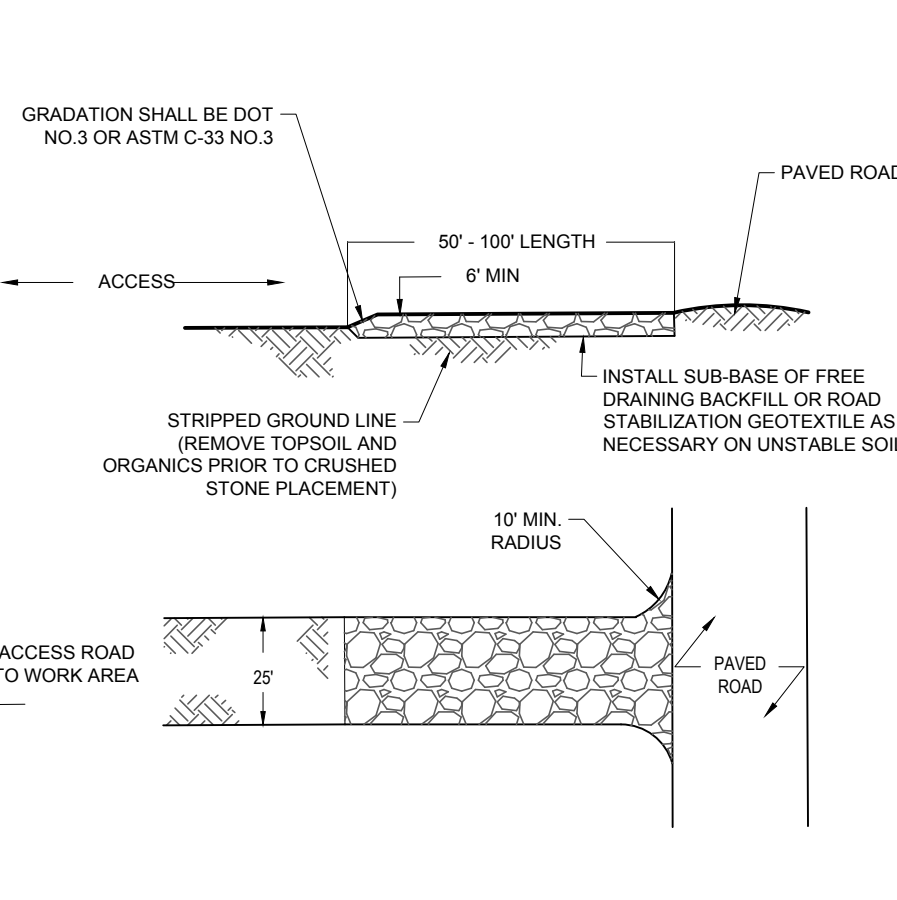 GRADATION SHALL BE DOT
NO.3 OR ASTM C-33 NO.3
PAVED ROAD
50' - 100' LENGTH
6' MIN
ACCESS
INSTALL SUB-BASE OF FREE
DRAINING BACKFILL OR ROAD
STABILIZATION GEOTEXTILE AS
NECESSARY ON UNSTABLE SOIL
STRIPPED GROUND LINE
(REMOVE TOPSOIL AND
ORGANICS PRIOR TO CRUSHED
STONE PLACEMENT)
10' MIN.
RADIUS
ACCESS ROAD
TO WORK AREA
25'
PAVED
ROAD